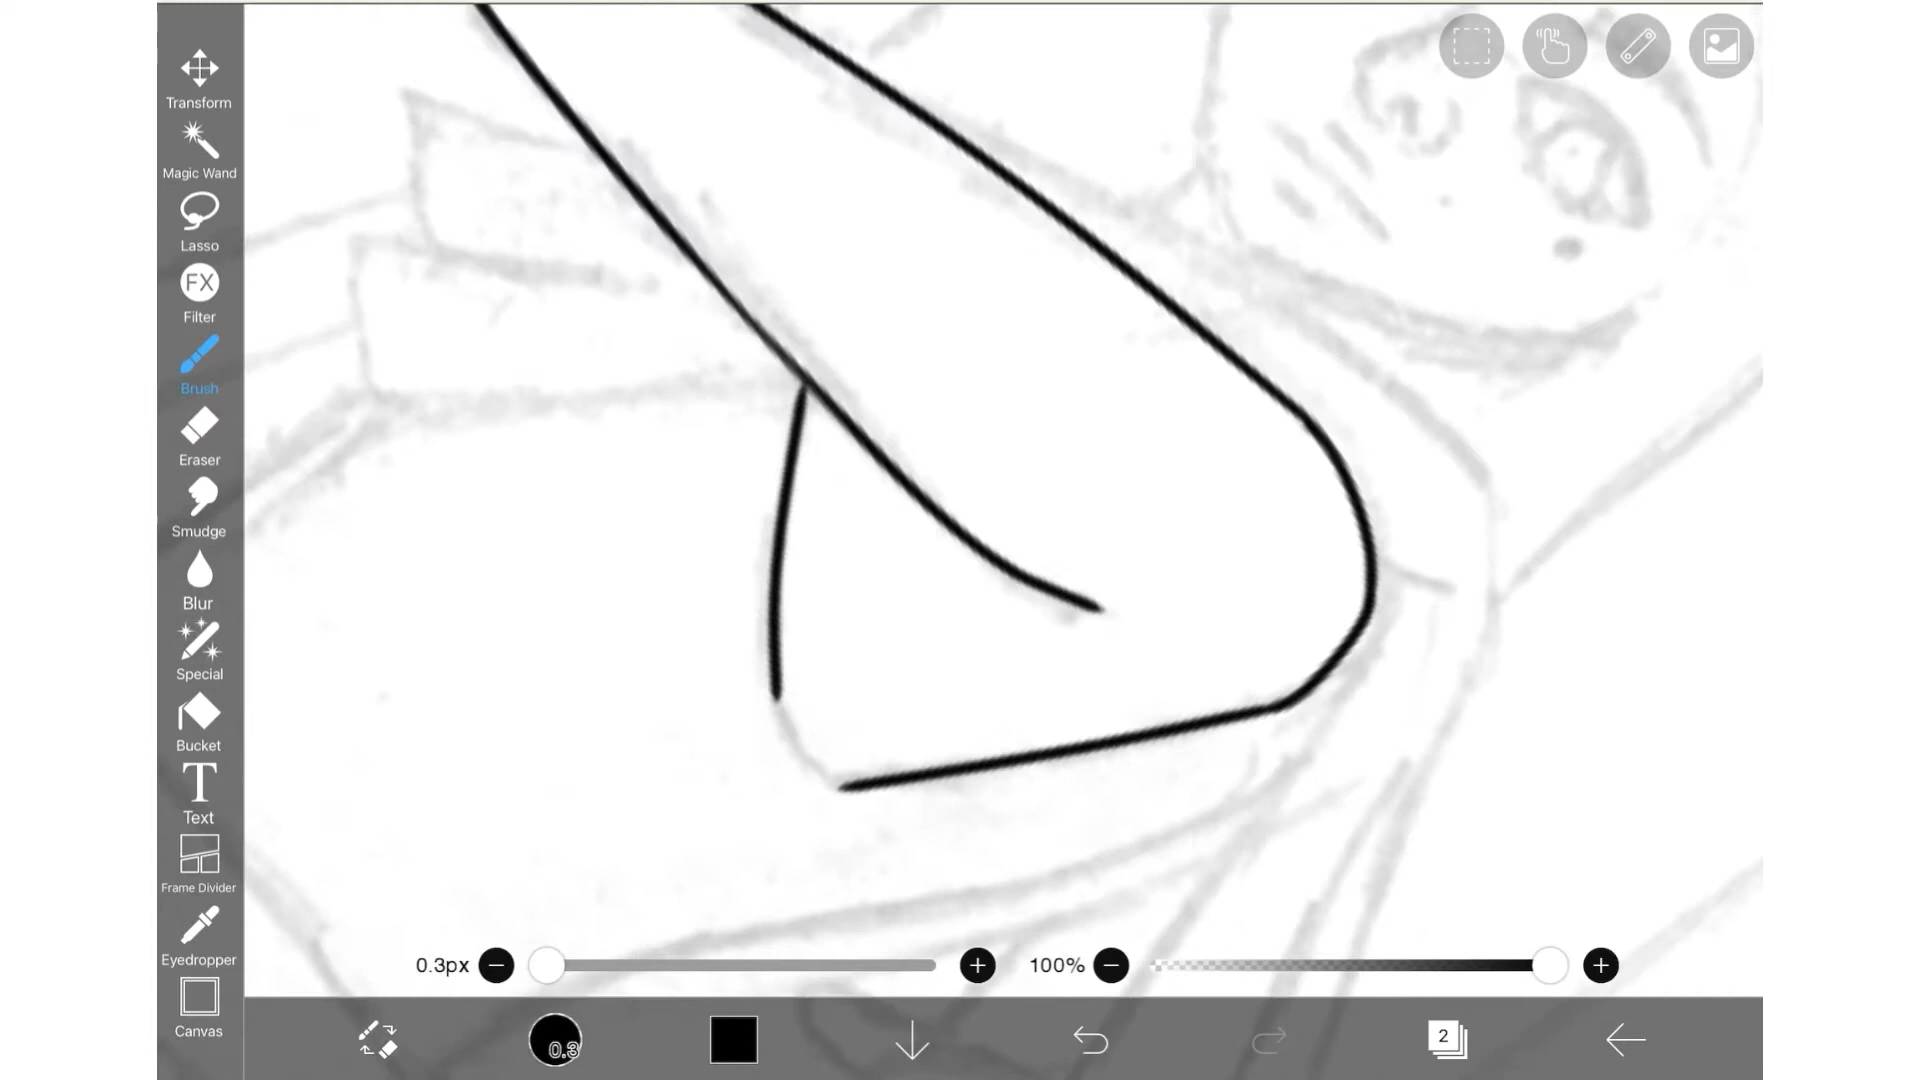 Transform
Magic Wand
Lasso
FX
Filter
Brush
Eraser
Smudge
Blur
Special
Bucket
T
Text
Frame Divider
Eyedropper
Canvas
0.3px
100%
0.3
2